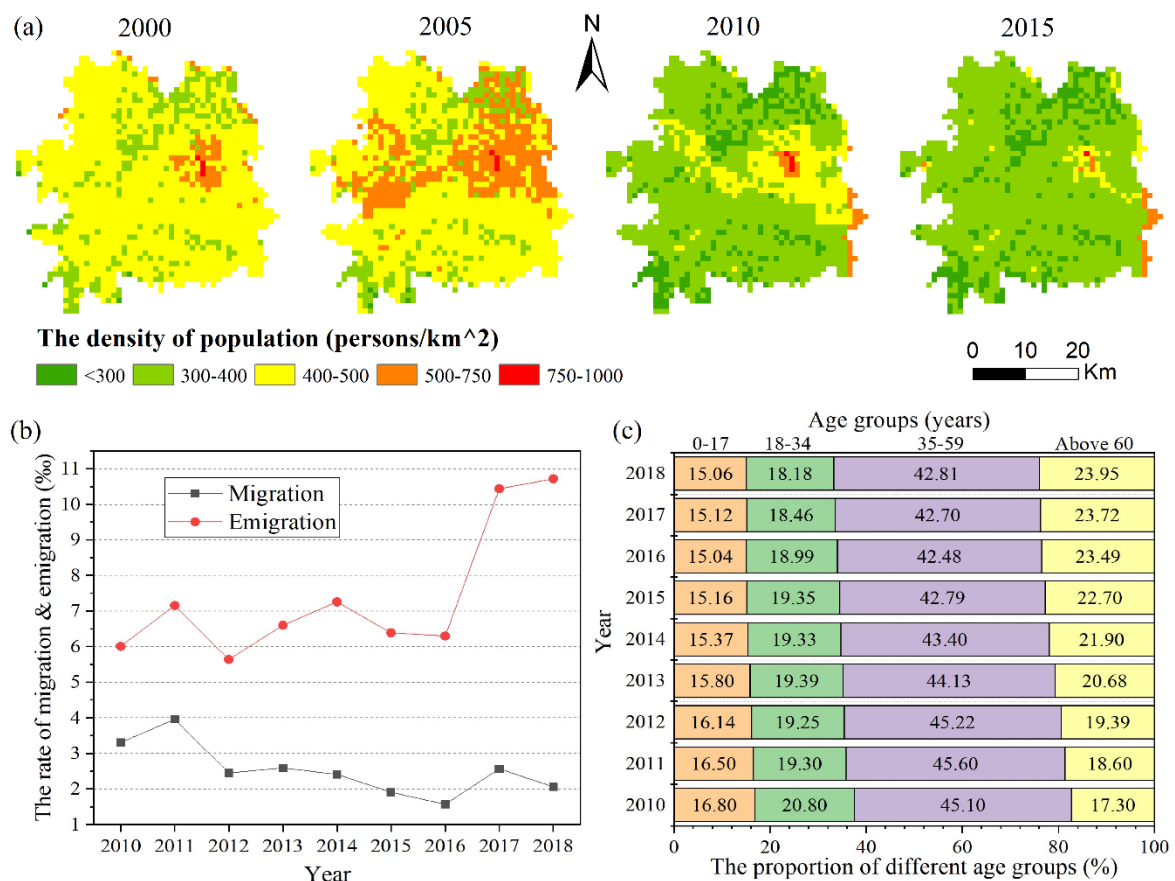 (a)
2000
2005
N
2010
2015
The density of population (persons/km^2)
<300
300-400
400-500
500-750
750-1000
0 10 20
Km
(b)
The rate of migration & emigration (‰)
11
10
9
8
7
6
5
4
3
2
1
Migration
Emigration
2010 2011 2012 2013 2014 2015 2016 2017 2018
Year
(c)
Age groups (years)
0-17 18-34 35-59 Above 60
Year
2018 15.06 18.18 42.81 23.95
2017 15.12 18.46 42.70 23.72
2016 15.04 18.99 42.48 23.49
2015 15.16 19.35 42.79 22.70
2014 15.37 19.33 43.40 21.90
2013 15.80 19.39 44.13 20.68
2012 16.14 19.25 45.22 19.39
2011 16.50 19.30 45.60 18.60
2010 16.80 20.80 45.10 17.30
0 20 40 60 80 100
The proportion of different age groups (%)